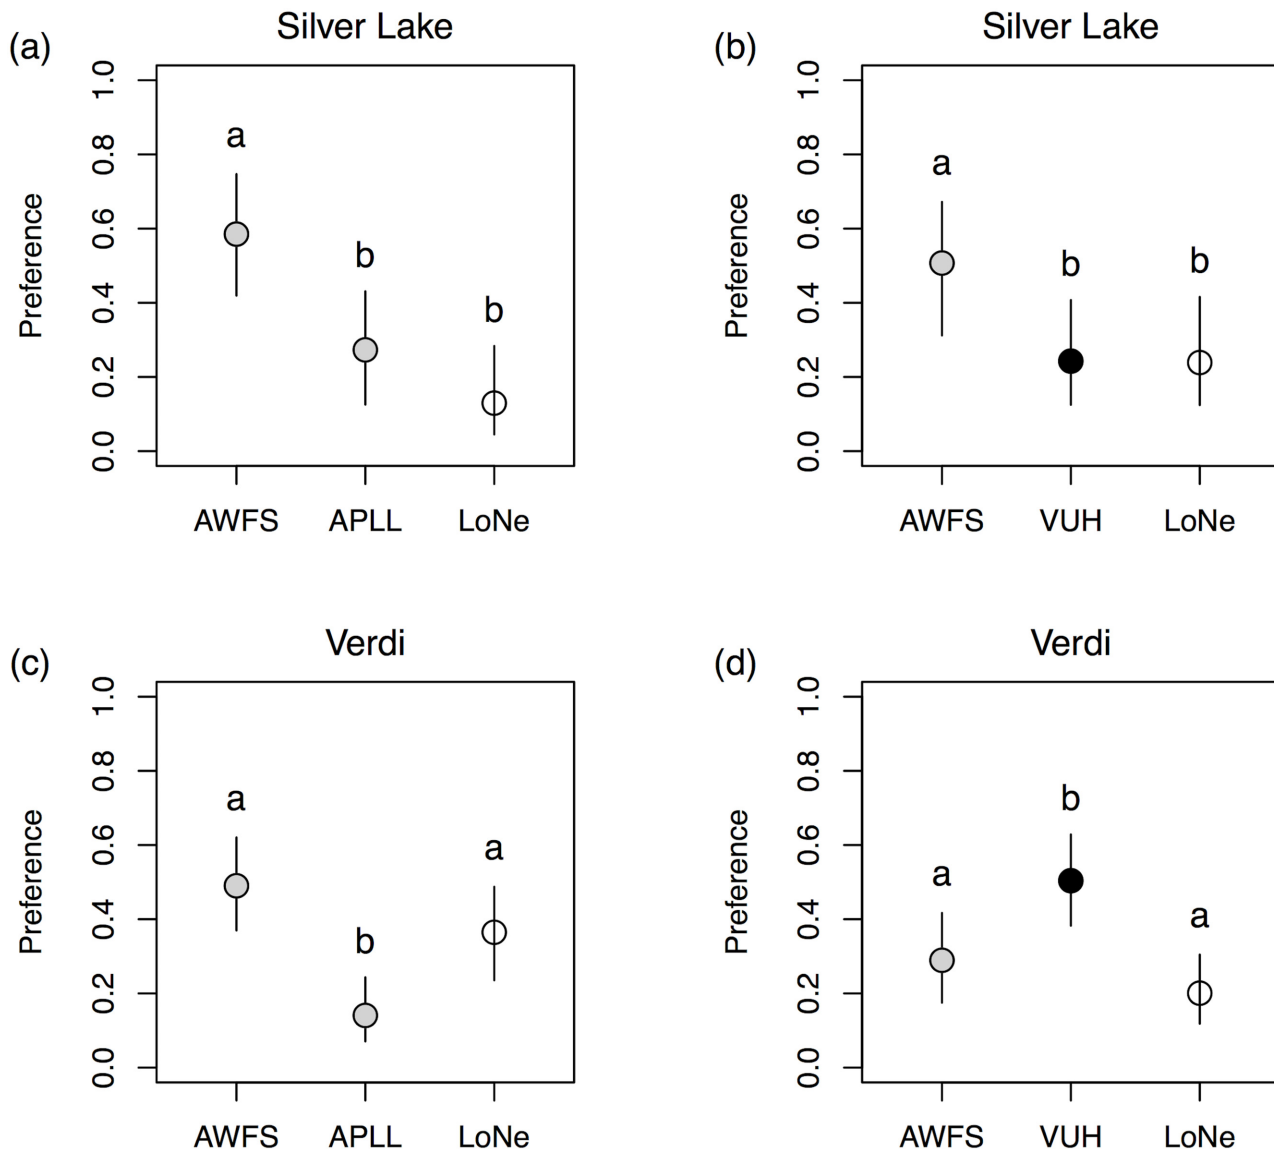 (a)
Silver Lake
Preference
1.0
0.8
0.6
0.4
0.2
0.0
a
b
b
AWFS APLL LoNe
(b)
Silver Lake
Preference
1.0
0.8
0.6
0.4
0.2
0.0
a
b
b
AWFS VUH LoNe
(c)
Verdi
Preference
1.0
0.8
0.6
0.4
0.2
0.0
a
b
a
AWFS APLL LoNe
(d)
Verdi
Preference
1.0
0.8
0.6
0.4
0.2
0.0
a
b
a
AWFS VUH LoNe